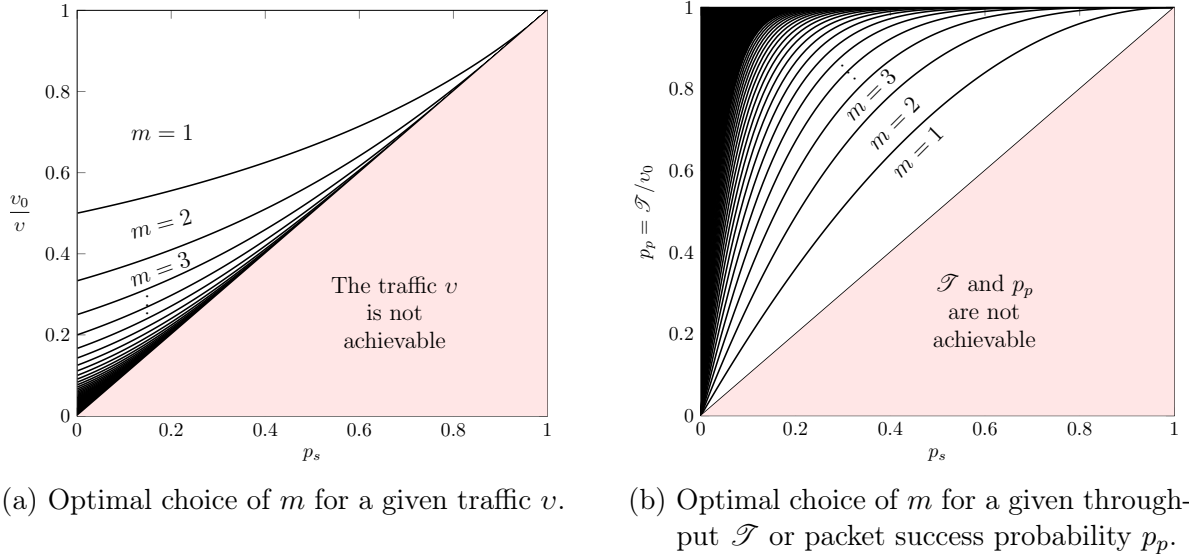 1
0.8
0.6
0.4
0.2
0
υ₀/υ
m = 1
m = 2
m = 3
⋮
The traffic υ
is not
achievable
0 0.2 0.4 0.6 0.8 1
pₛ
(a) Optimal choice of m for a given traffic υ.
1
0.8
0.6
0.4
0.2
0
pₚ = 𝒯/υ₀
⋱
m = 3
m = 2
m = 1
𝒯 and pₚ
are not
achievable
0 0.2 0.4 0.6 0.8 1
pₛ
(b) Optimal choice of m for a given through-
put 𝒯 or packet success probability pₚ.